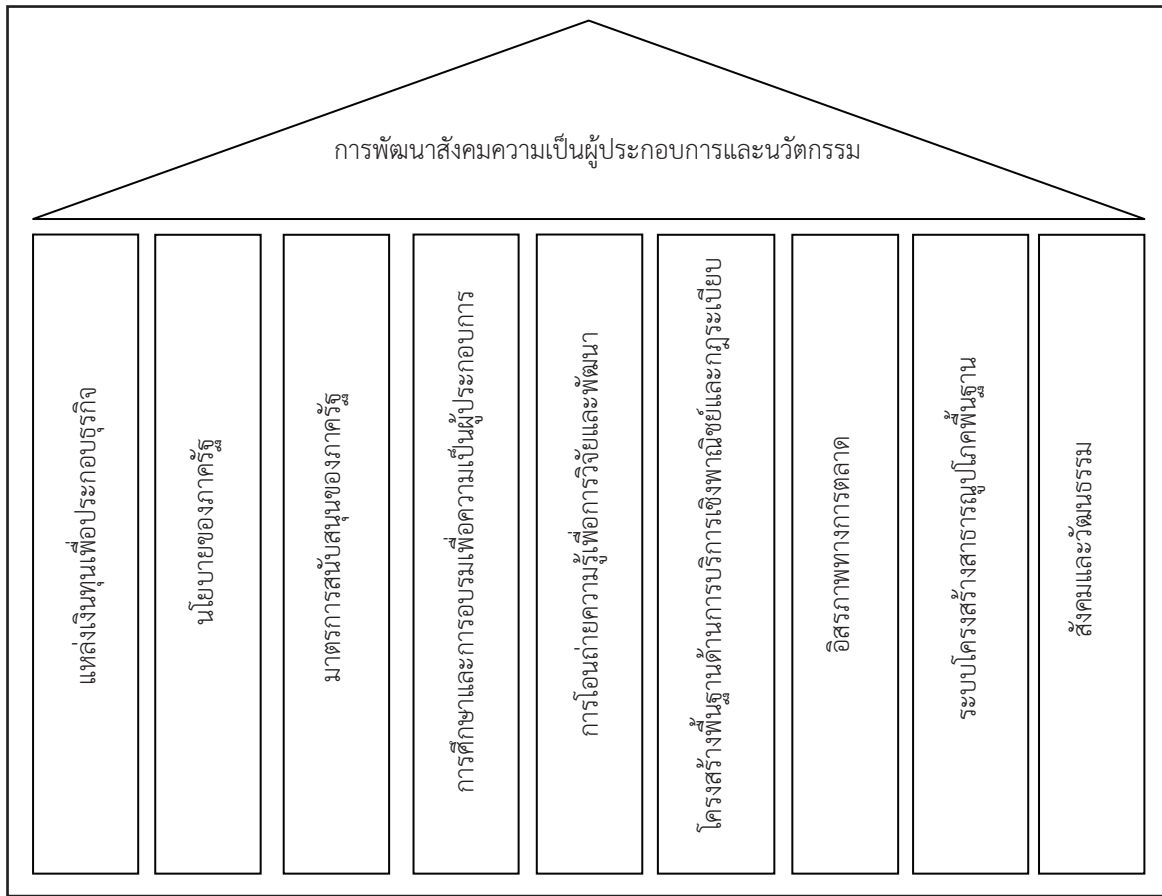 การพัฒนาสังคมความเป็นผู้ประกอบการและนวัตกรรม
แหล่งเงินทุนเพื่อประกอบธุรกิจ
นโยบายของภาครัฐ
มาตรการสนับสนุนของภาครัฐ
การศึกษาและการอบรมเพื่อความเป็นผู้ประกอบการ
การโอนถ่ายความรู้เพื่อการวิจัยและพัฒนา
โครงสร้างพื้นฐานด้านการบริการเชิงพาณิชย์และกฎระเบียบ
อิสรภาพทางการตลาด
ระบบโครงสร้างสาธารณูปโภคพื้นฐาน
สังคมและวัฒนธรรม